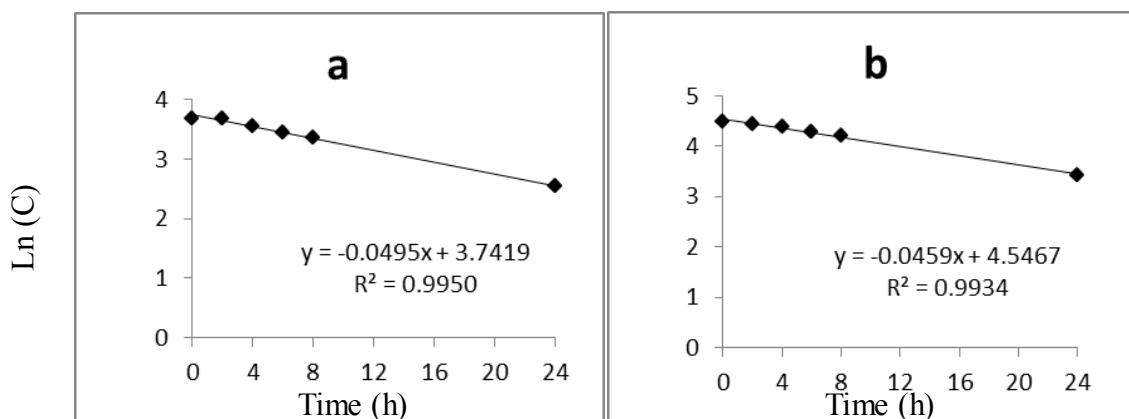 a
4
3
2
1
0
y = -0.0495x + 3.7419
R² = 0.9950
0 4 8 12 16 20 24
Time (h)
Ln (C)
b
5
4
3
2
1
0
y = -0.0459x + 4.5467
R² = 0.9934
0 4 8 12 16 20 24
Time (h)